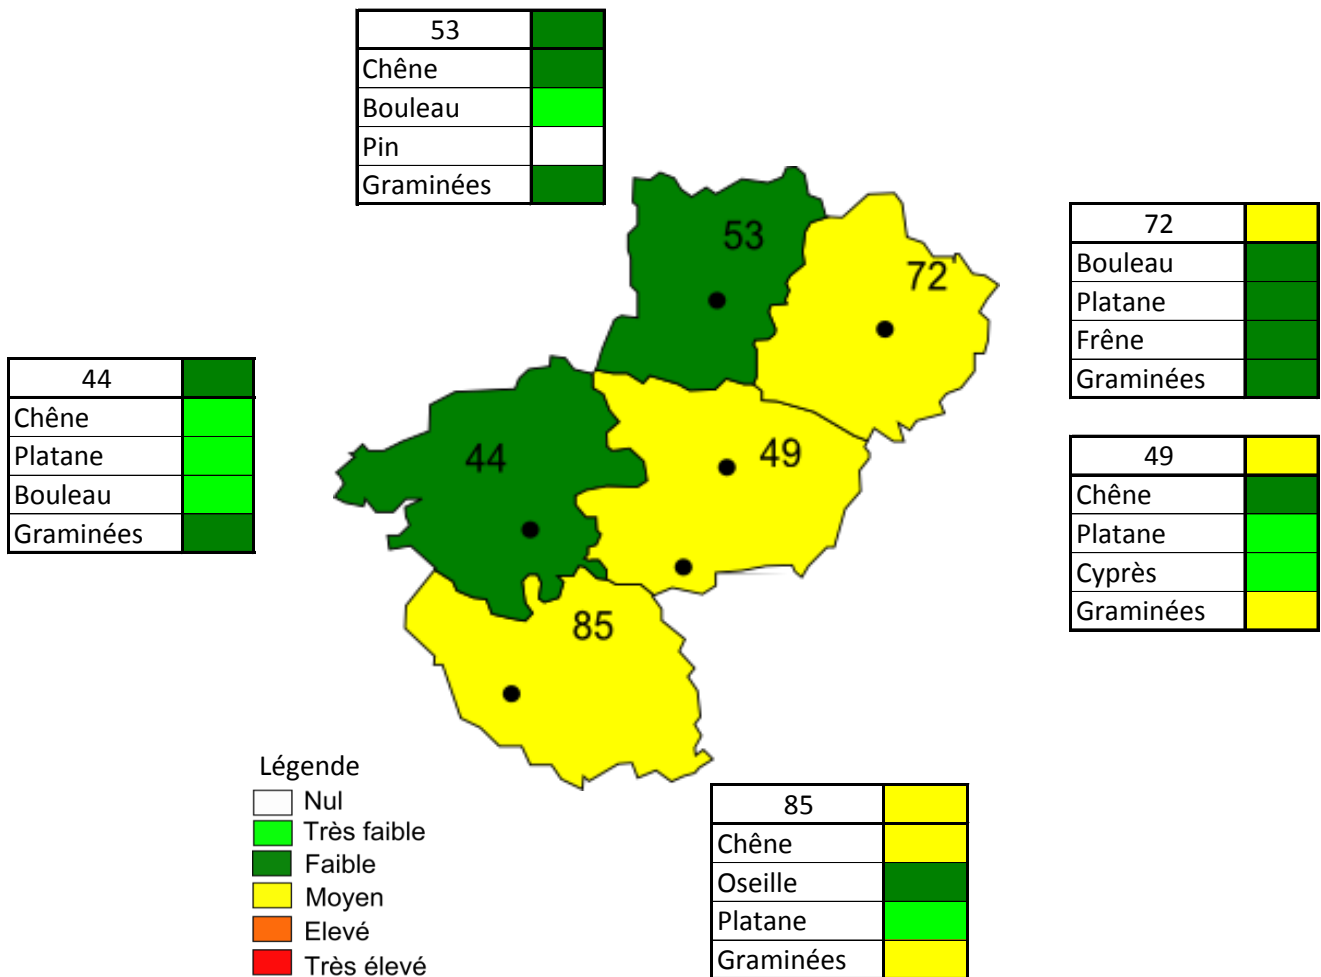 53
Chêne
Bouleau
Pin
Graminées
53
72
72
Bouleau
Platane
Frêne
Graminées
44
Chêne
Platane
Bouleau
Graminées
44
49
49
Chêne
Platane
Cyprès
Graminées
85
Légende
Nul
Très faible
Faible
Moyen
Elevé
Très élevé
85
Chêne
Oseille
Platane
Graminées